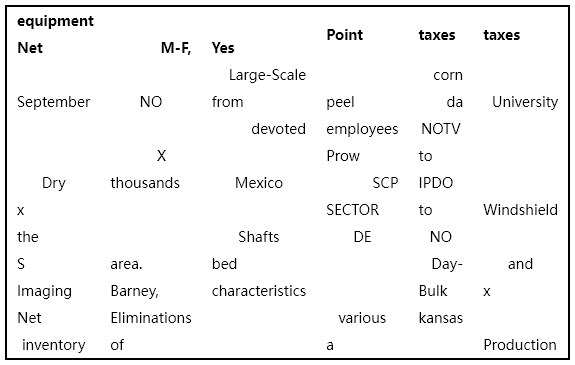 equipment
Point taxes taxes
Net M-F, Yes
Large-Scale corn
September NO from peel da University
devoted employees NOTV
X Prow to
Dry thousands Mexico SCP IPDO
x SECTOR to Windshield
the Shafts DE NO
S area. bed Day- and
Imaging Barney, characteristics Bulk x
Net Eliminations various kansas
inventory of a Production